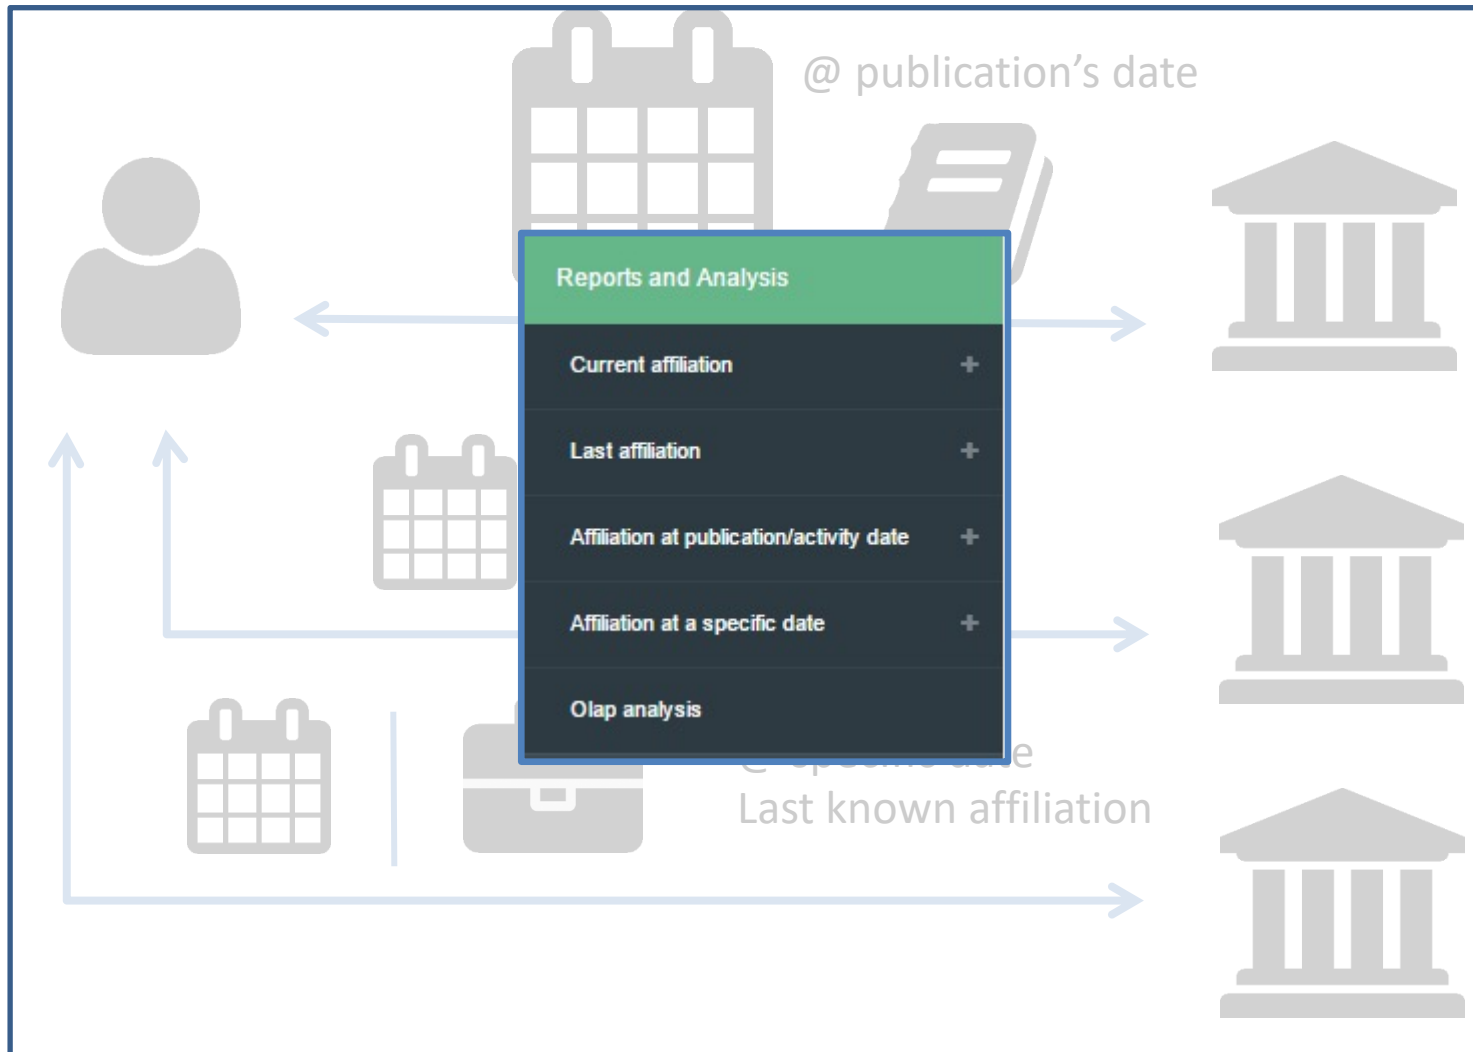 @ publication's date
Reports and Analysis
Current affiliation
Last affiliation
Affiliation at publication/activity date
Affiliation at a specific date
Olap analysis
Last known affiliation